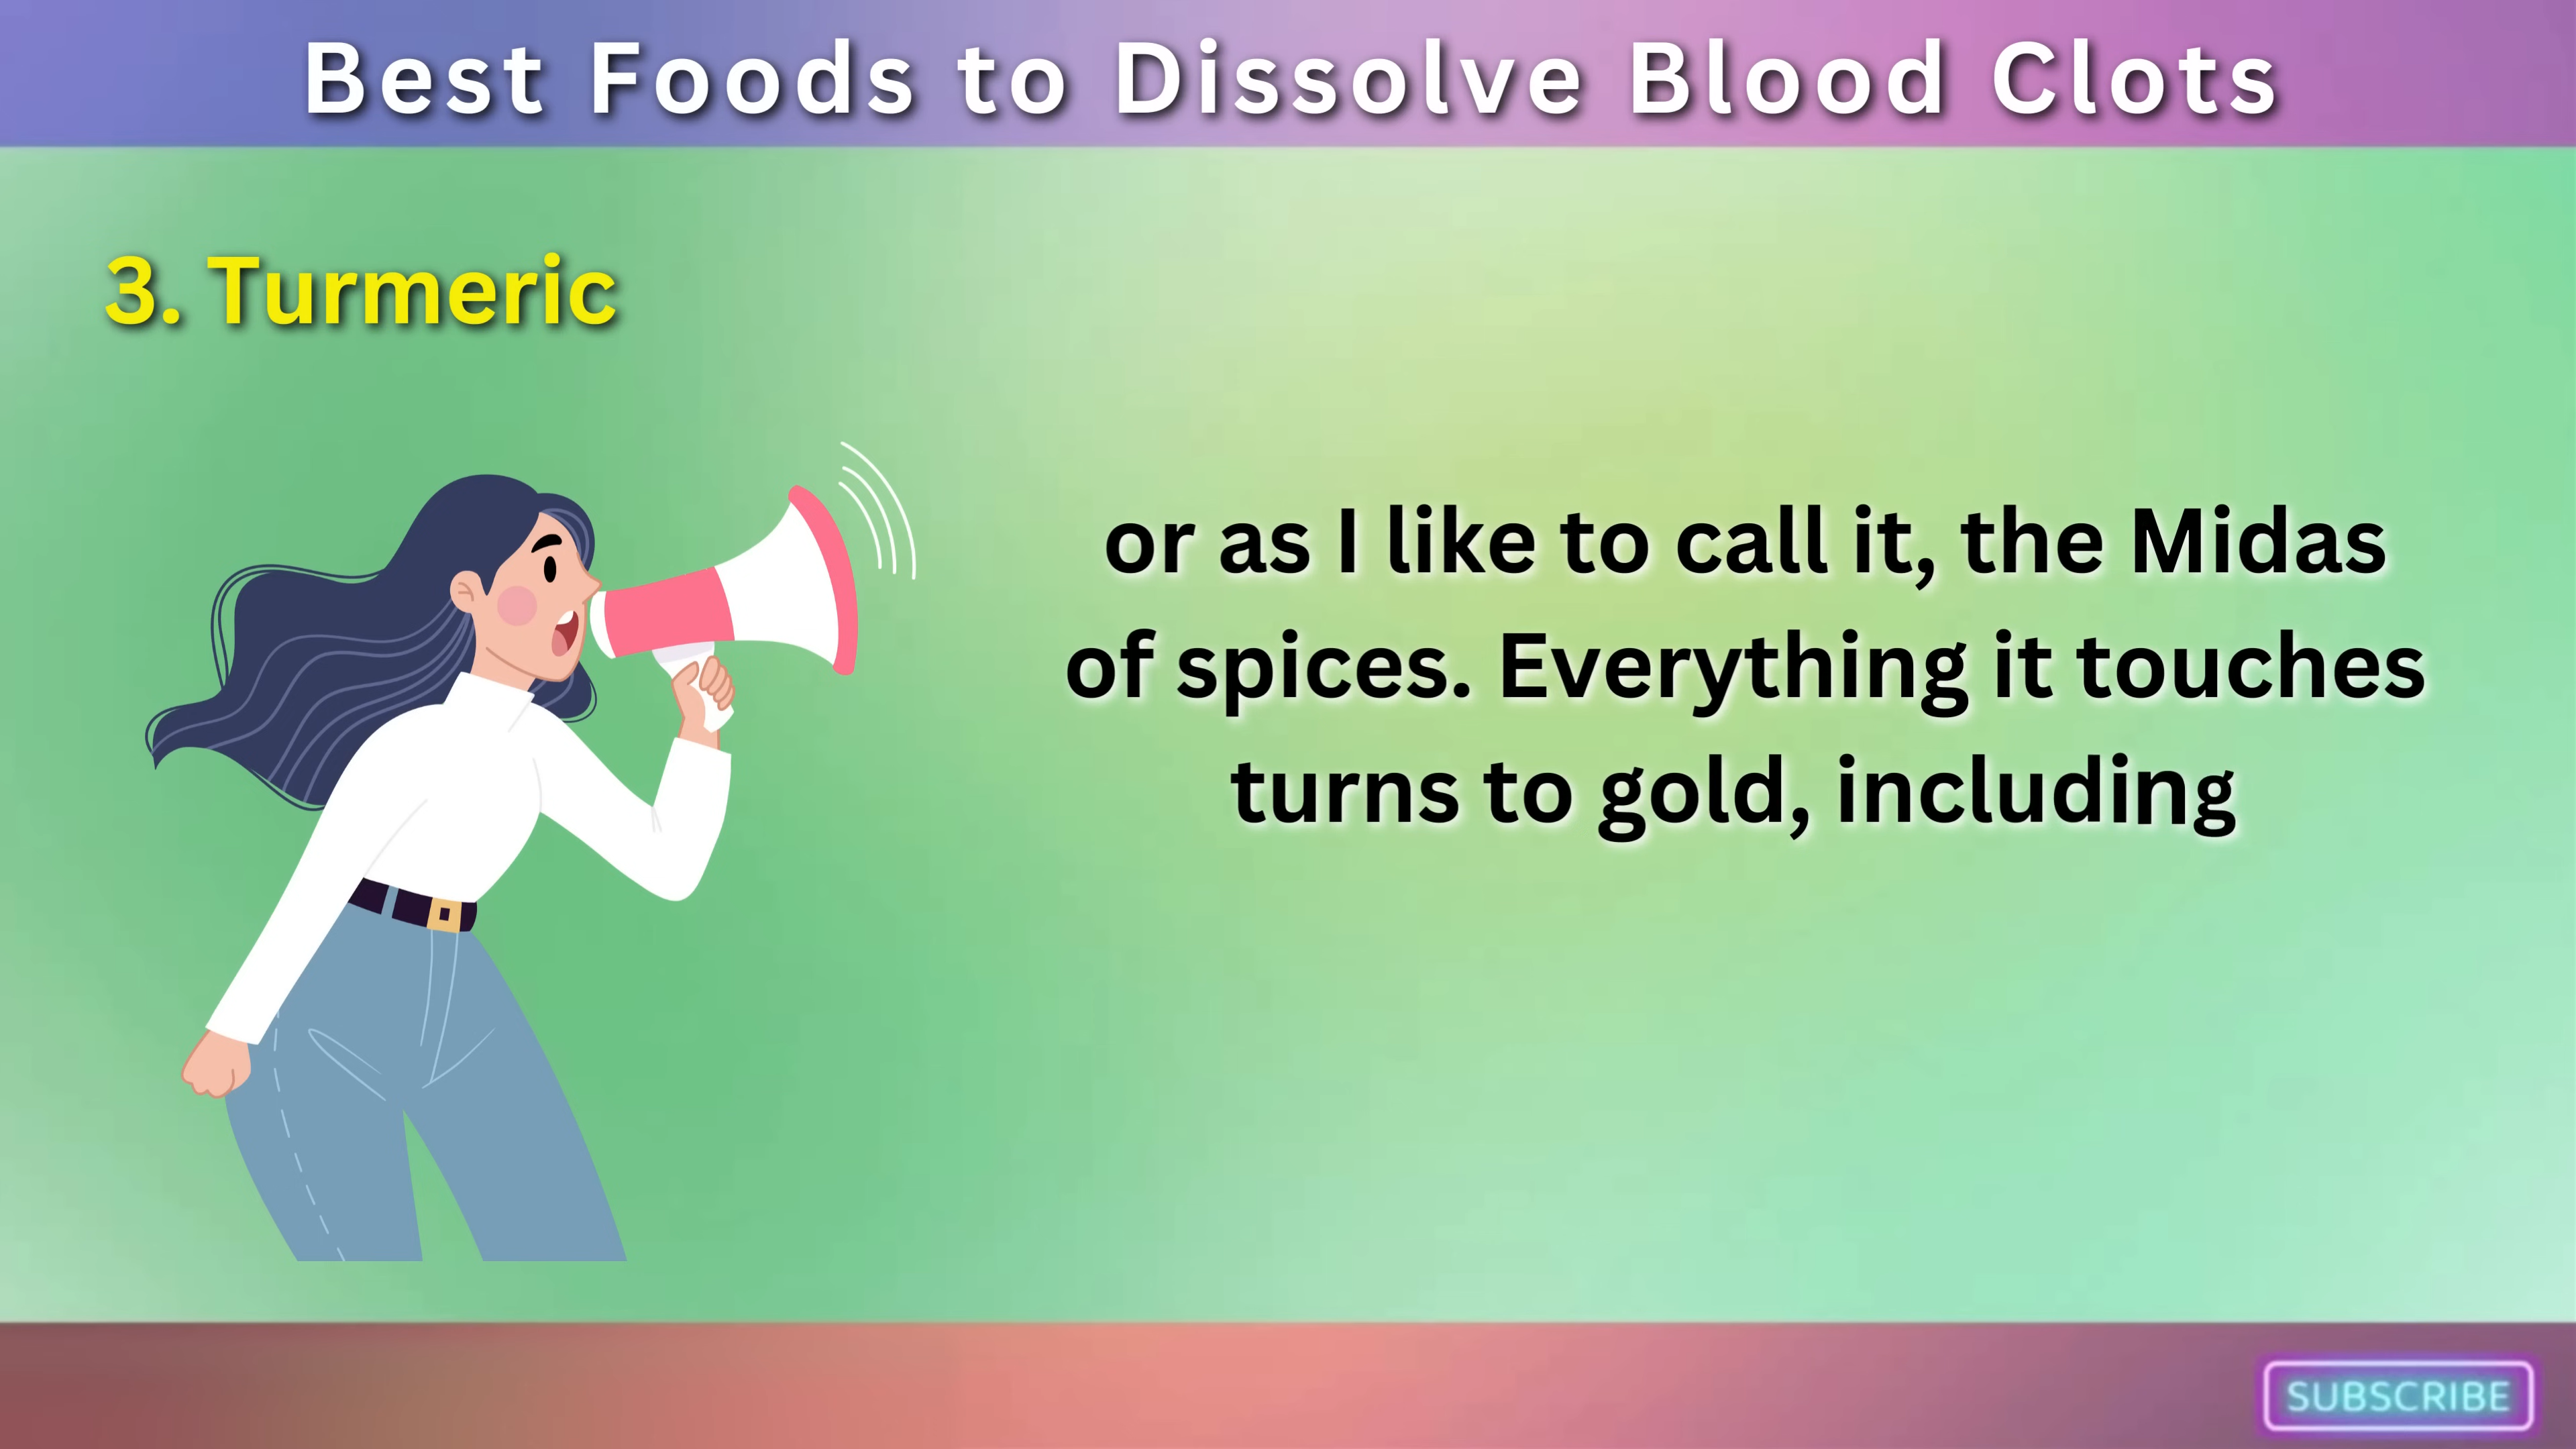 Best Foods to Dissolve Blood Clots
3. Turmeric
or as I like to call it, the Midas
of spices. Everything it touches
turns to gold, including
SUBSCRIBE